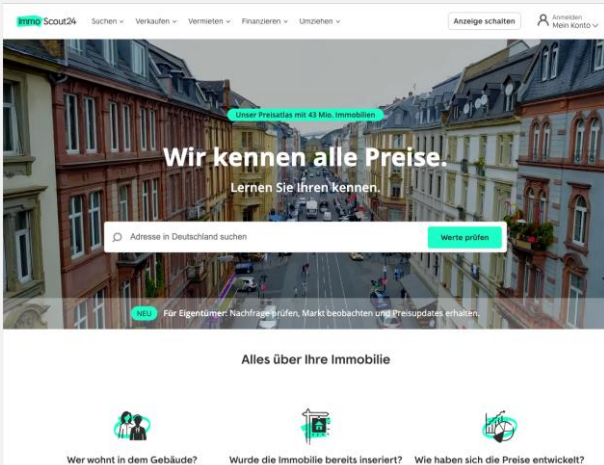 Immo Scout24 Suchen Verkaufen Vermieten Finanzieren Umziehen Anzeige schalten Anmelden
Mein Konto
Unser Preisatlas mit 43 Mio. Immobilien
Wir kennen alle Preise.
Lernen Sie Ihren kennen.
Adresse in Deutschland suchen Werte prüfen
NEU Für Eigentümer: Nachfrage prüfen, Markt beobachten und Preisupdates erhalten.
Alles über Ihre Immobilie
Wer wohnt in dem Gebäude? Wurde die Immobilie bereits inseriert? Wie haben sich die Preise entwickelt?